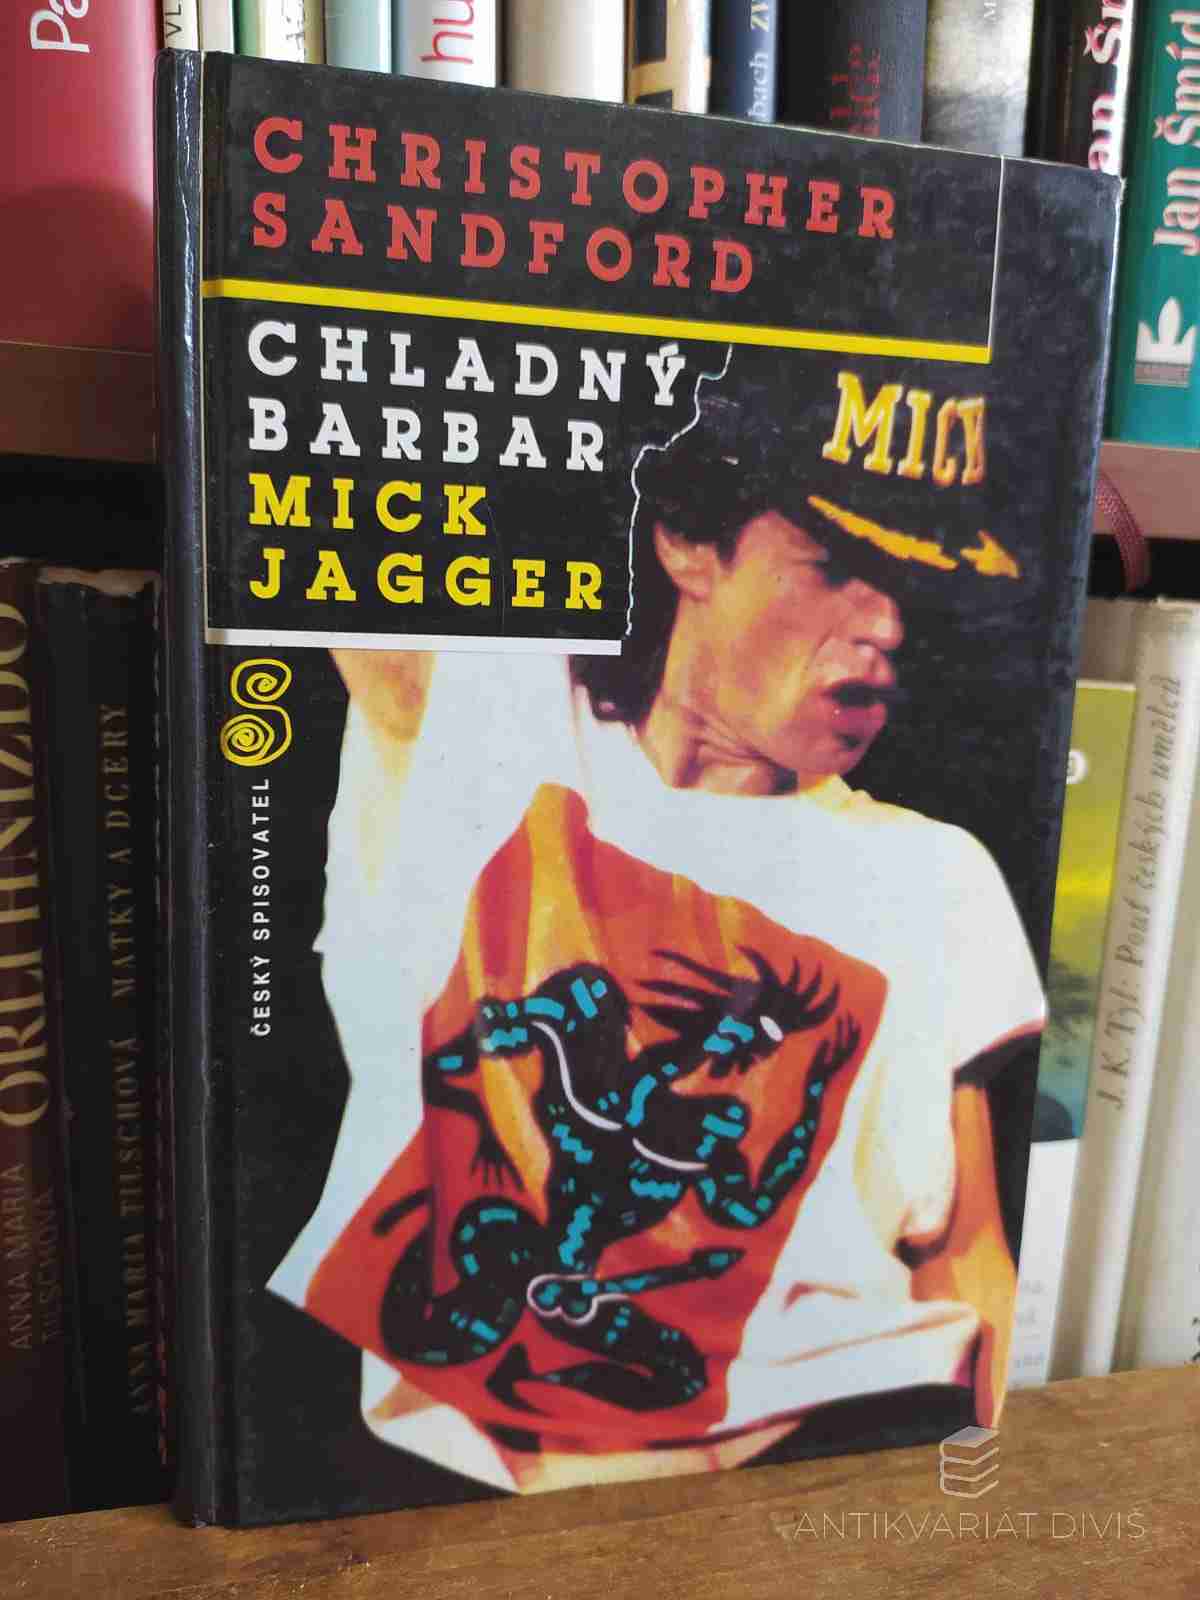 CHRISTOPHER
SANDFORD
CHLADNÝ
BARBAR
MICK
JAGGER
MICK
ČESKÝ SPISOVATEL
ANNA MARIA
TILSCHOVÁ
ORLÍ HNÍZDO
ANNA MARIA TILSCHOVÁ MATKY A DCERY
Jan Šmíd
J. K. Tyl: Pouť českých umělců
ANTIKVARIÁT DIVIŠ